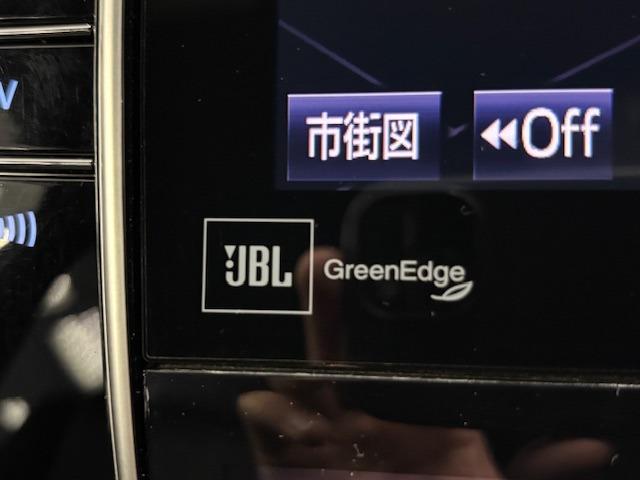 V
市街図
◀◀Off
JBL
GreenEdge